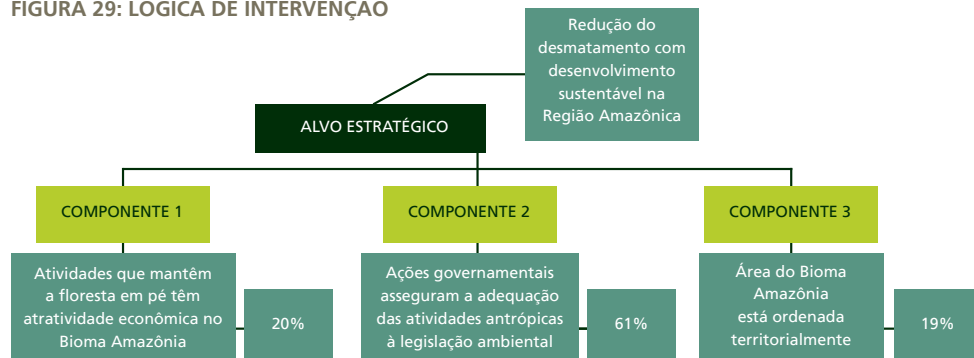 FIGURA 29: LÓGICA DE INTERVENÇÃO
Redução do
desmatamento com
desenvolvimento
sustentável na
Região Amazônica
ALVO ESTRATÉGICO
COMPONENTE 1
COMPONENTE 2
COMPONENTE 3
Atividades que mantêm
a floresta em pé têm
atratividade econômica no
Bioma Amazônia
20%
Ações governamentais
asseguram a adequação
das atividades antrópicas
à legislação ambiental
61%
Área do Bioma
Amazônia
está ordenada
territorialmente
19%